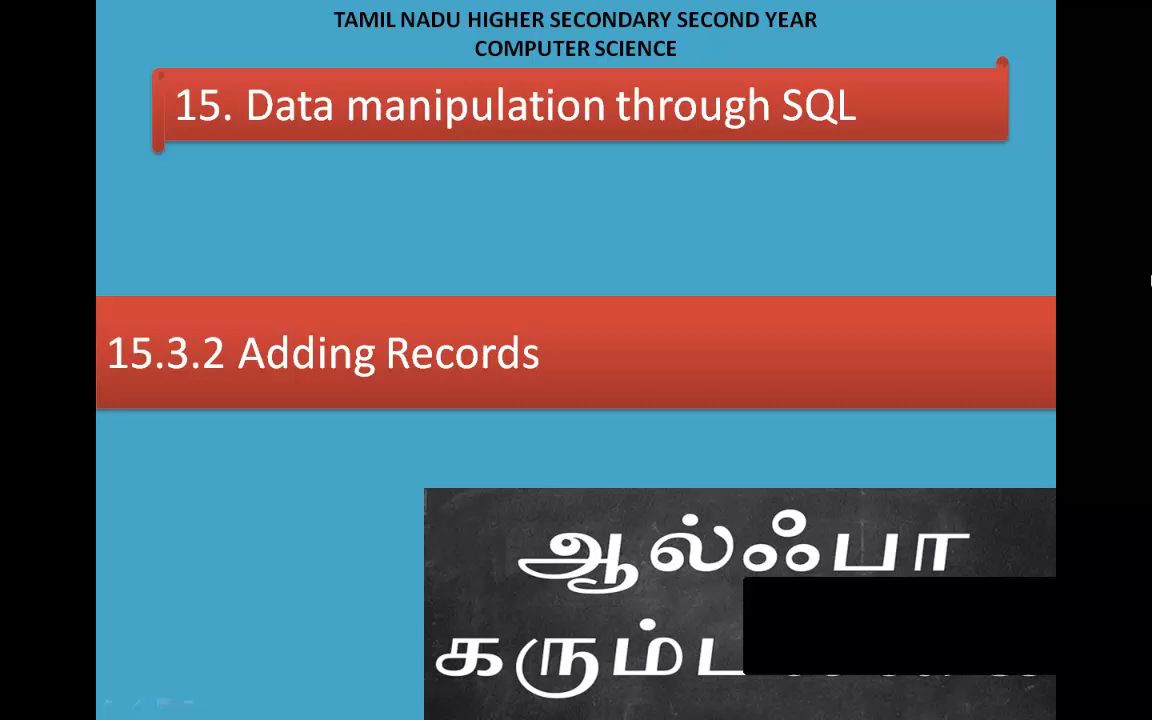 TAMIL NADU HIGHER SECONDARY SECOND YEAR
COMPUTER SCIENCE
15. Data manipulation through SQL
15.3.2 Adding Records
ஆல்ஃபா